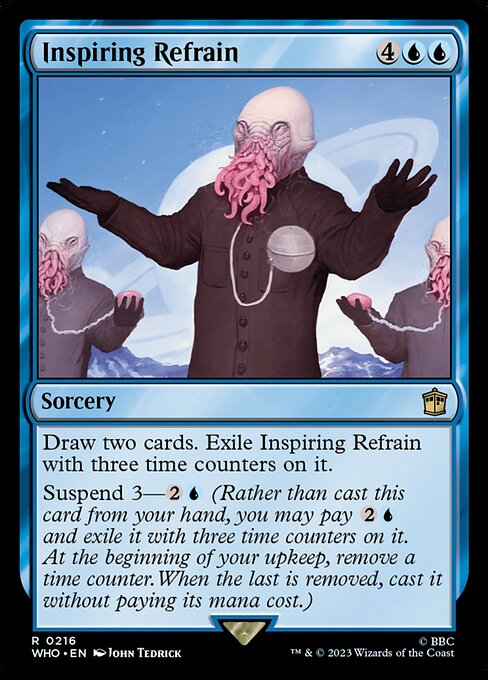 Inspiring Refrain 4
Sorcery
Draw two cards. Exile Inspiring Refrain
with three time counters on it.
Suspend 3—2 (Rather than cast this
card from your hand, you may pay 2
and exile it with three time counters on it.
At the beginning of your upkeep, remove a
time counter.When the last is removed, cast it
without paying its mana cost.)
R 0216
WHO • EN JOHN TEDRICK
© BBC
™ & © 2023 Wizards of the Coast